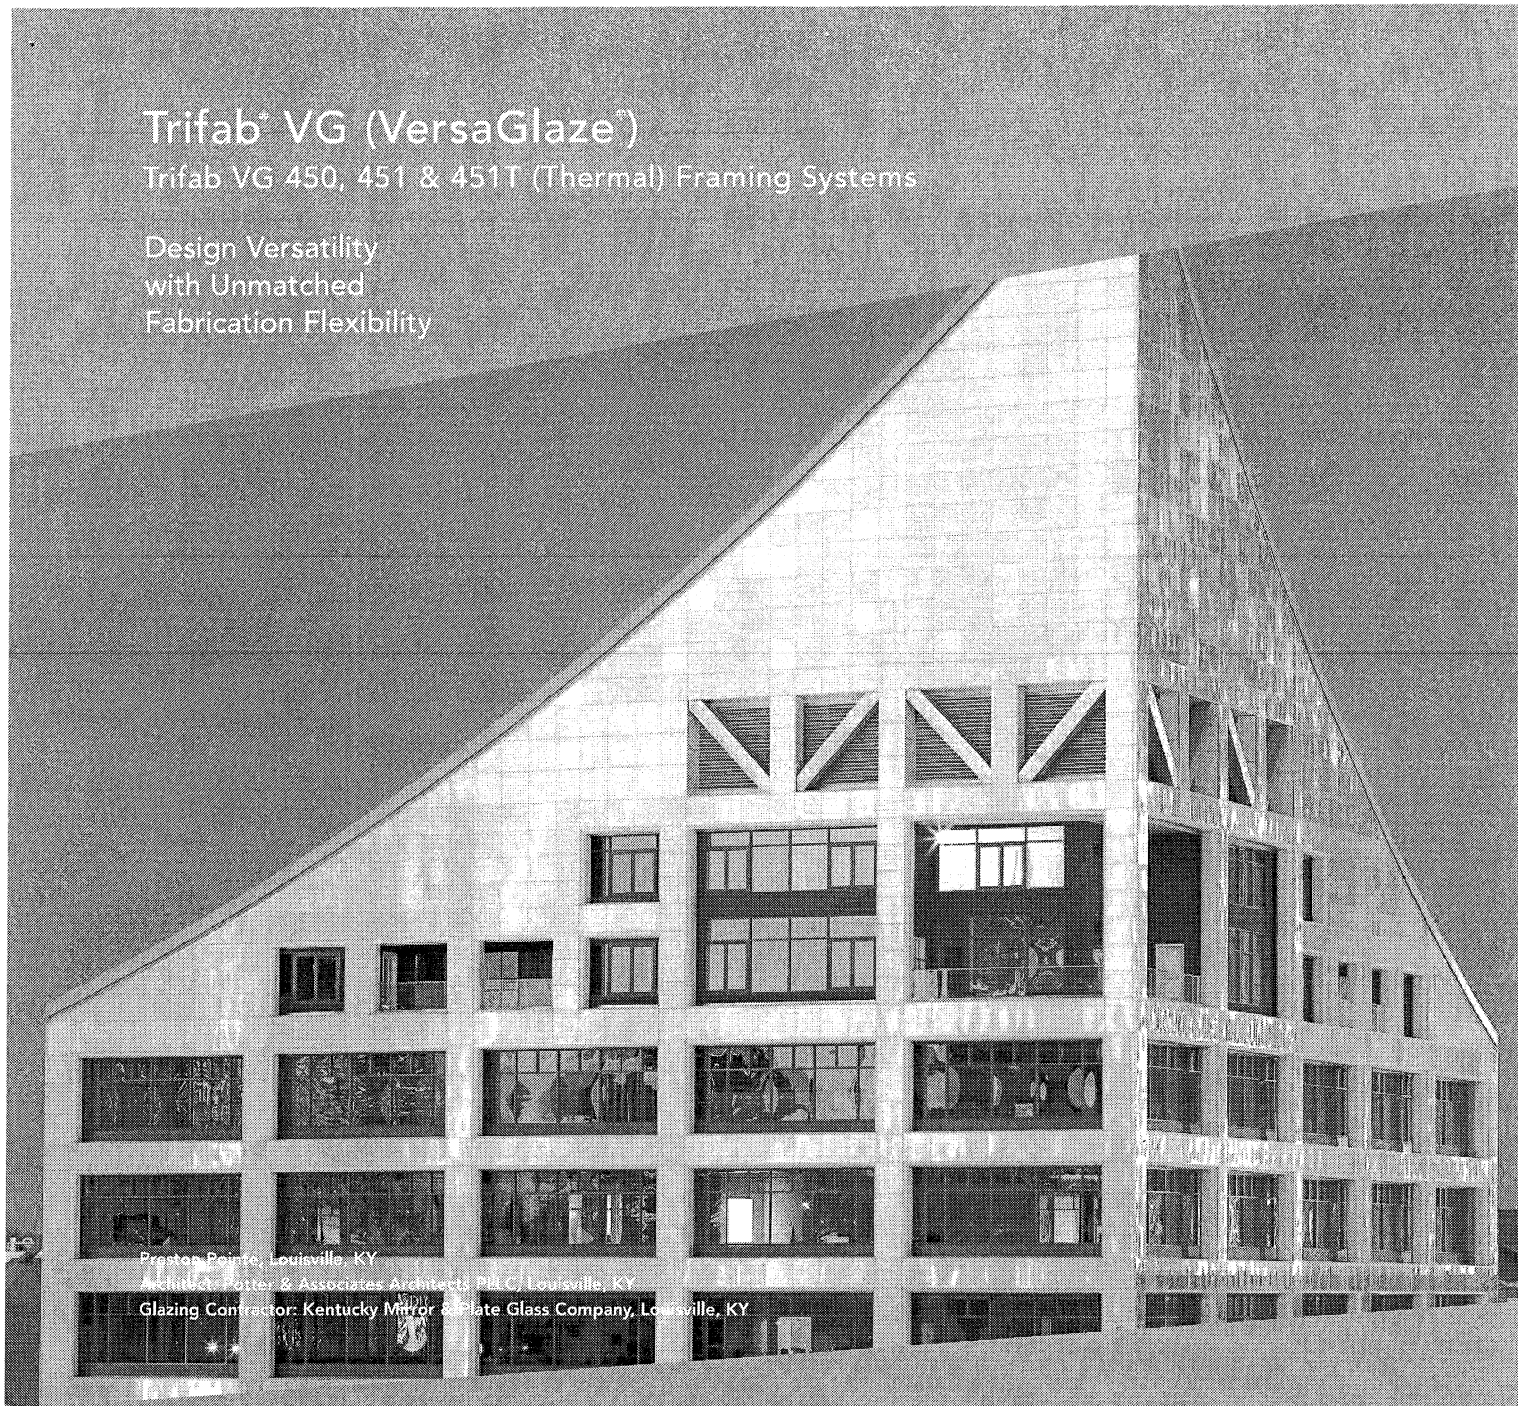 Trifab® VG (VersaGlaze™)
Trifab VG 450, 451 & 451T (Thermal) Framing Systems
Design Versatility
with Unmatched
Fabrication Flexibility
Preston Pointe, Louisville, KY
Architect: Potter & Associates Architects PLLC, Louisville, KY
Glazing Contractor: Kentucky Mirror & Plate Glass Company, Louisville, KY